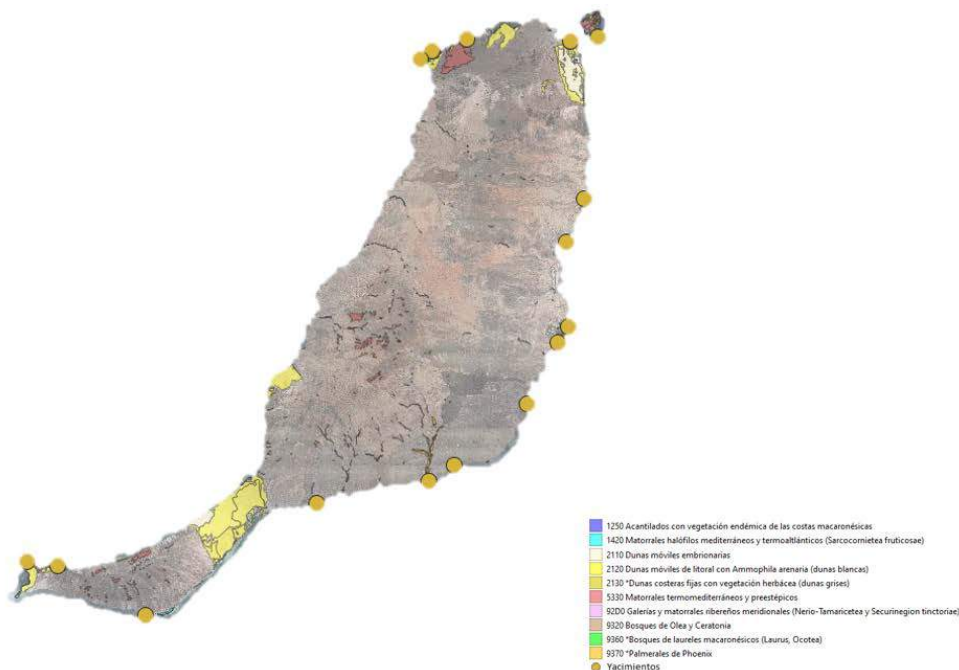 1250 Acantilados con vegetación endémica de las costas macaronésicas
1420 Matorrales halófilos mediterráneos y termoatlánticos (Sarcocornietea fruticosae)
2110 Dunas móviles embrionarias
2120 Dunas móviles de litoral con Ammophila arenaria (dunas blancas)
2130 *Dunas costeras fijas con vegetación herbácea (dunas grises)
5330 Matorrales termomediterráneos y preestépicos
92D0 Galerías y matorrales ribereños meridionales (Nerio-Tamaricetea y Securinegion tinctoriae)
9320 Bosques de Olea y Ceratonia
9360 *Bosques de laureles macaronésicos (Laurus, Ocotea)
9370 *Palmerales de Phoenix
Yacimientos